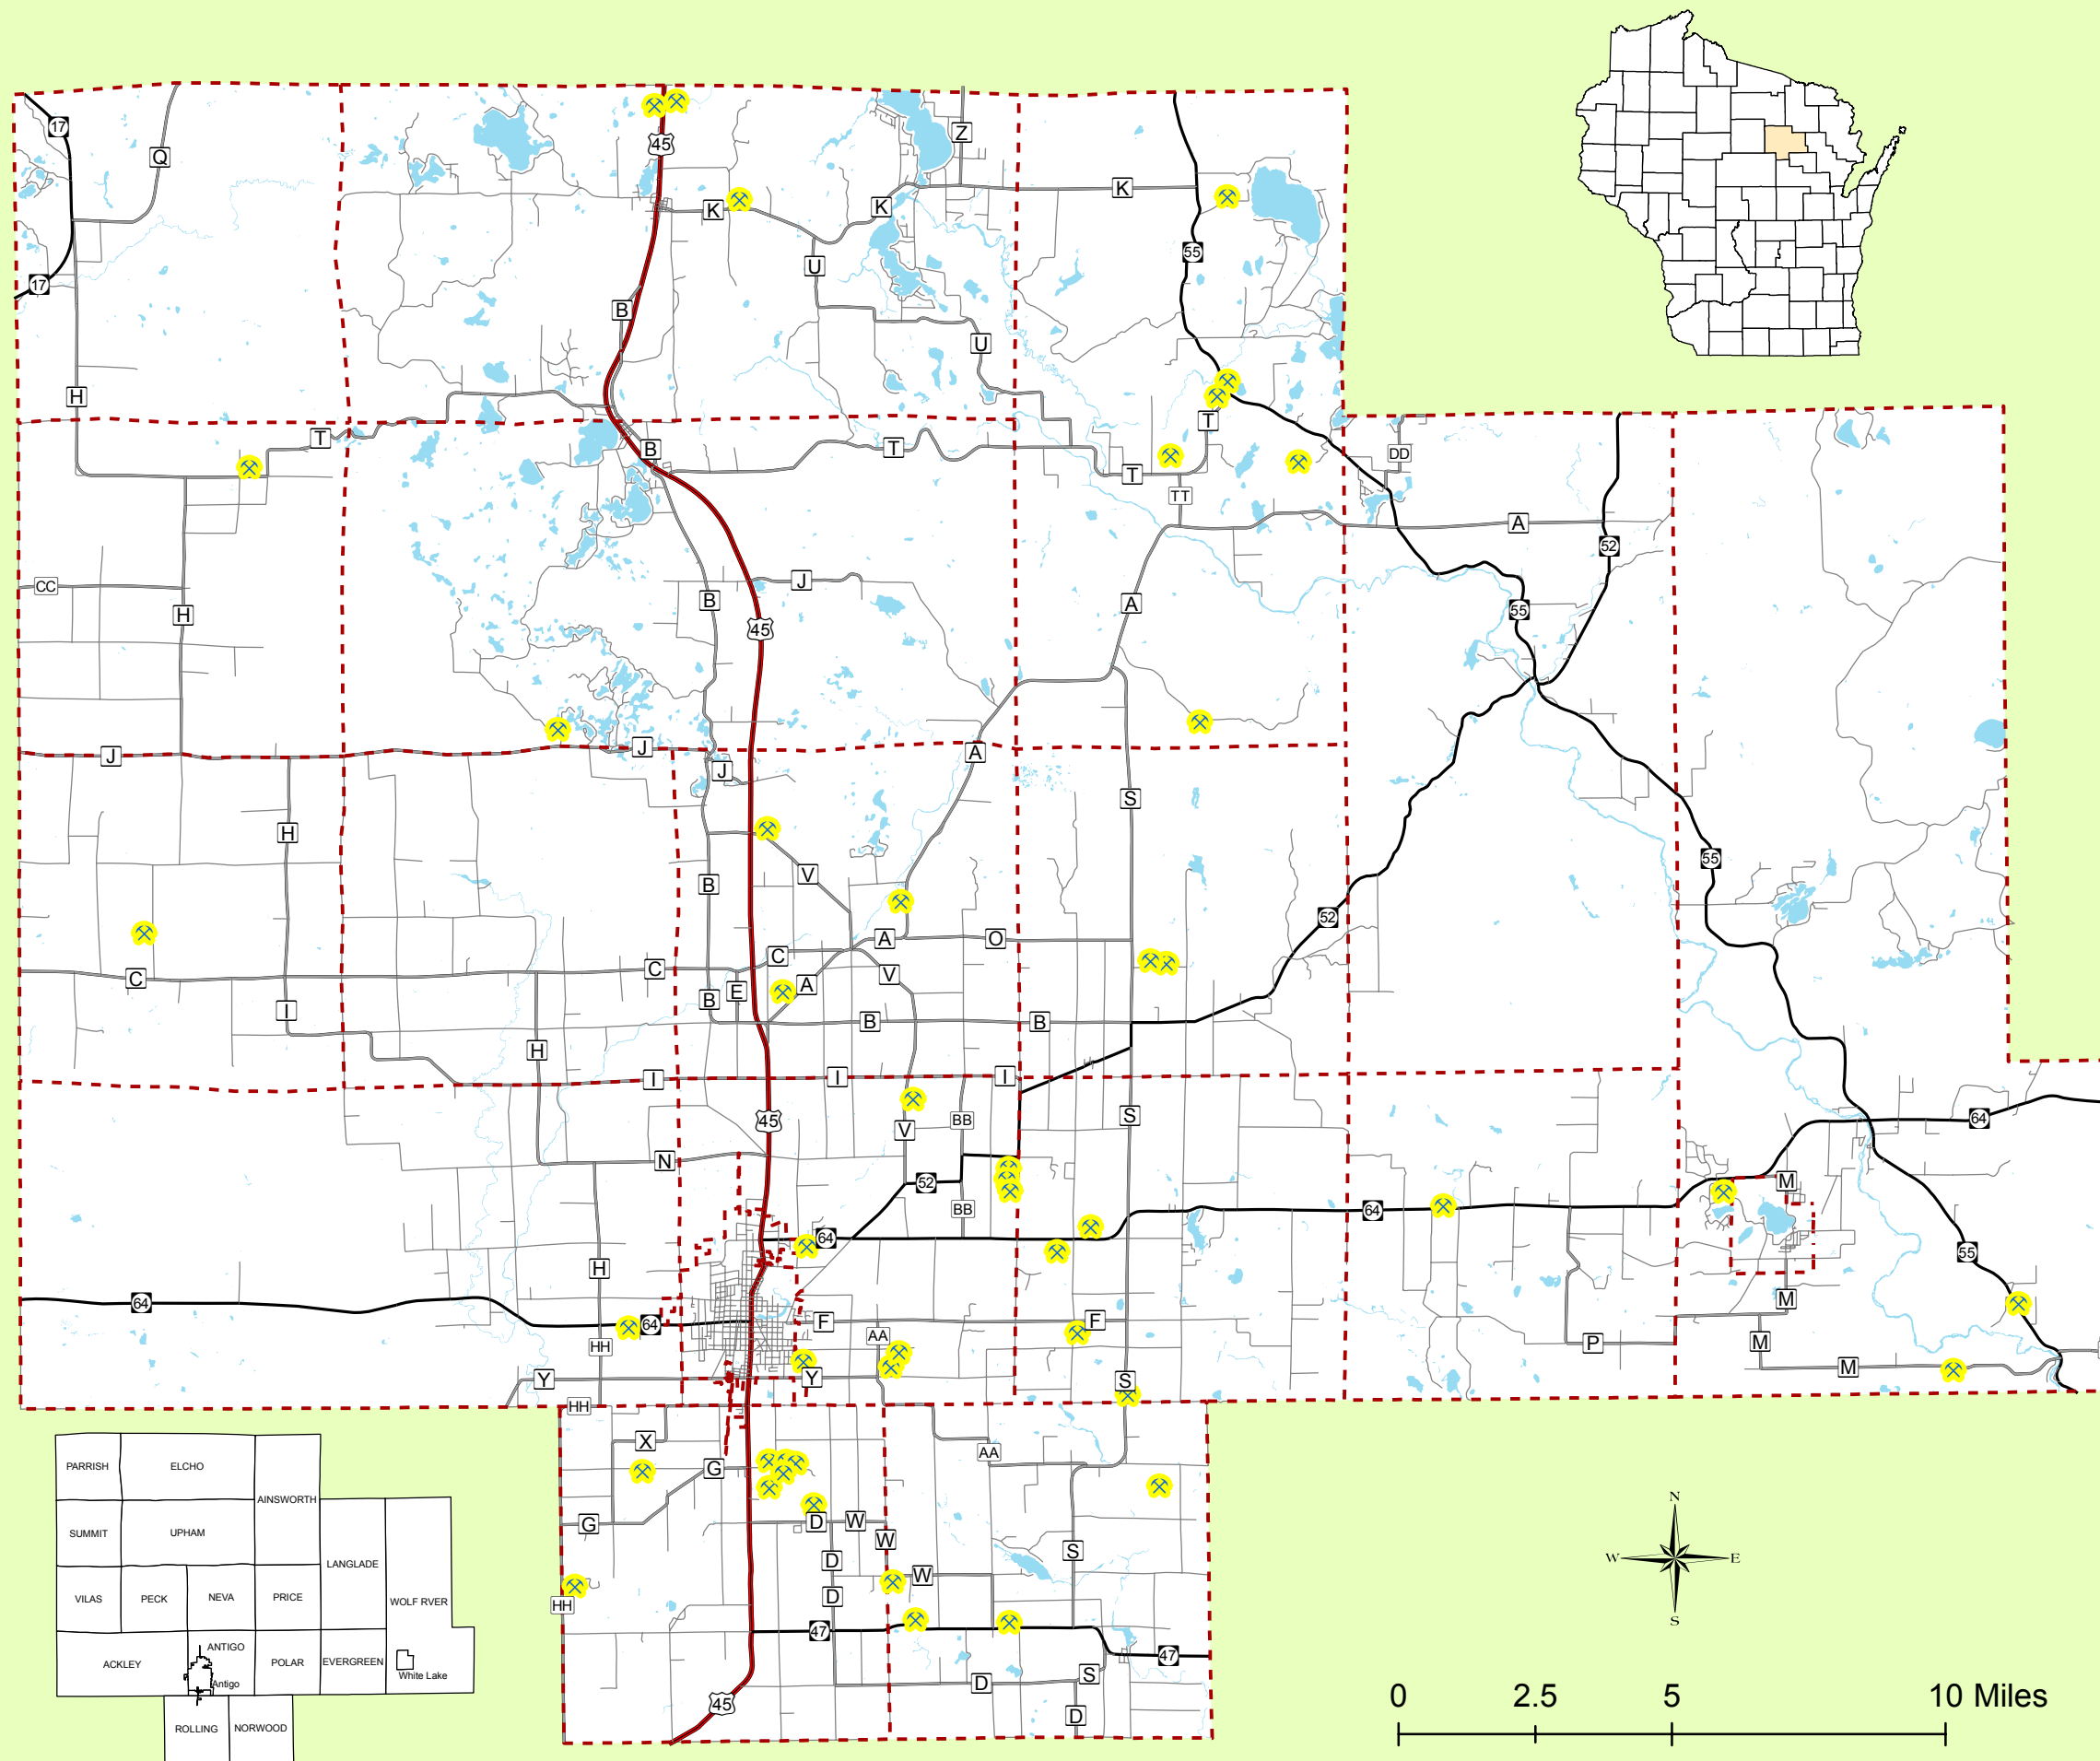 17
Q
45
Z
K
K
K
17
U
55
B
U
H
T
B
T
T
T
DD
TT
A
52
CC
H
B
J
A
55
45
J
J
J
A
S
H
V
B
55
52
C
C
C
A
O
B
E
A
V
I
B
B
H
I
I
I
45
V
BB
S
64
N
52
BB
M
64
64
H
55
64
64
F
AA
F
M
HH
P
M
M
Y
Y
S
HH
X
G
AA
G
D
W
W
S
D
W
D
HH
47
47
D
S
45
D
PARRISH
ELCHO
AINSWORTH
SUMMIT
UPHAM
LANGLADE
VILAS
PECK
NEVA
PRICE
WOLF RVER
ANTIGO
ACKLEY
POLAR
EVERGREEN
White Lake
Antigo
ROLLING
NORWOOD
N
W
E
S
0
2.5
5
10 Miles